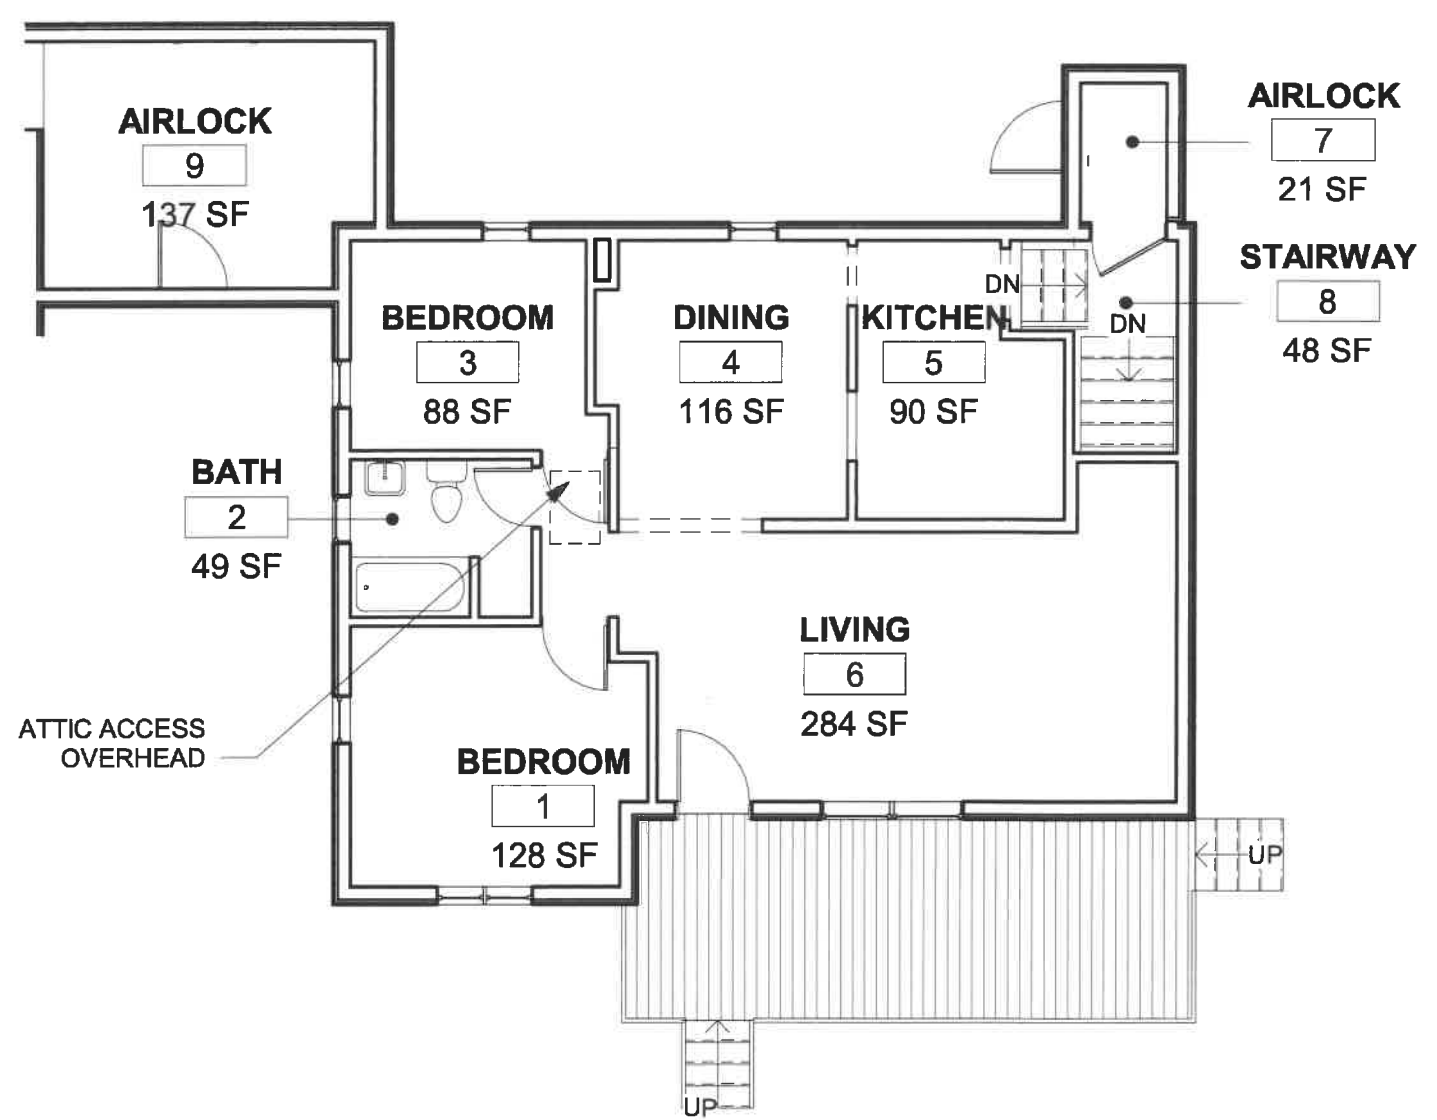 AIRLOCK
9
137 SF
AIRLOCK
7
21 SF
STAIRWAY
8
48 SF
DN
DN
BEDROOM
3
88 SF
DINING
4
116 SF
KITCHEN
5
90 SF
BATH
2
49 SF
LIVING
6
284 SF
ATTIC ACCESS
OVERHEAD
BEDROOM
1
128 SF
UP
UP